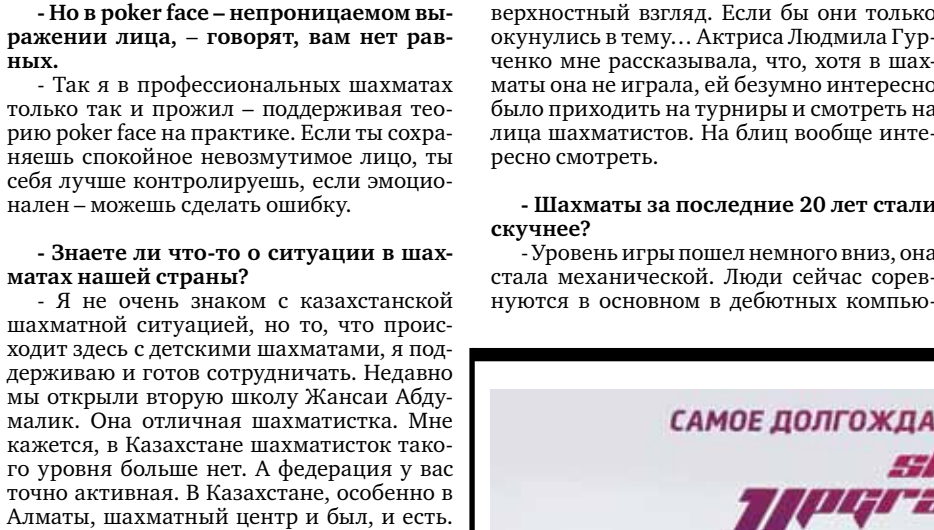 - Но в poker face – непроницаемом вы-
ражении лица, – говорят, вам нет рав-
ных.
- Так я в профессиональных шахматах
только так и прожил – поддерживая тео-
рию poker face на практике. Если ты сохра-
няешь спокойное невозмутимое лицо, ты
себя лучше контролируешь, если эмоцио-
нален – можешь сделать ошибку.
- Знаете ли что-то о ситуации в шах-
матах нашей страны?
- Я не очень знаком с казахстанской
шахматной ситуацией, но то, что проис-
ходит здесь с детскими шахматами, я под-
держиваю и готов сотрудничать. Недавно
мы открыли вторую школу Жансаи Абду-
малик. Она отличная шахматистка. Мне
кажется, в Казахстане шахматисток тако-
го уровня больше нет. А федерация у вас
точно активная. В Казахстане, особенно в
Алматы, шахматный центр и был, и есть.
верхностный взгляд. Если бы они только
окунулись в тему… Актриса Людмила Гур-
ченко мне рассказывала, что, хотя в шах-
маты она не играла, ей безумно интересно
было приходить на турниры и смотреть на
лица шахматистов. На блиц вообще инте-
ресно смотреть.
- Шахматы за последние 20 лет стали
скучнее?
- Уровень игры пошел немного вниз, она
стала механической. Люди сейчас сорев-
нуются в основном в дебютных компью-
САМОЕ ДОЛГОЖДА